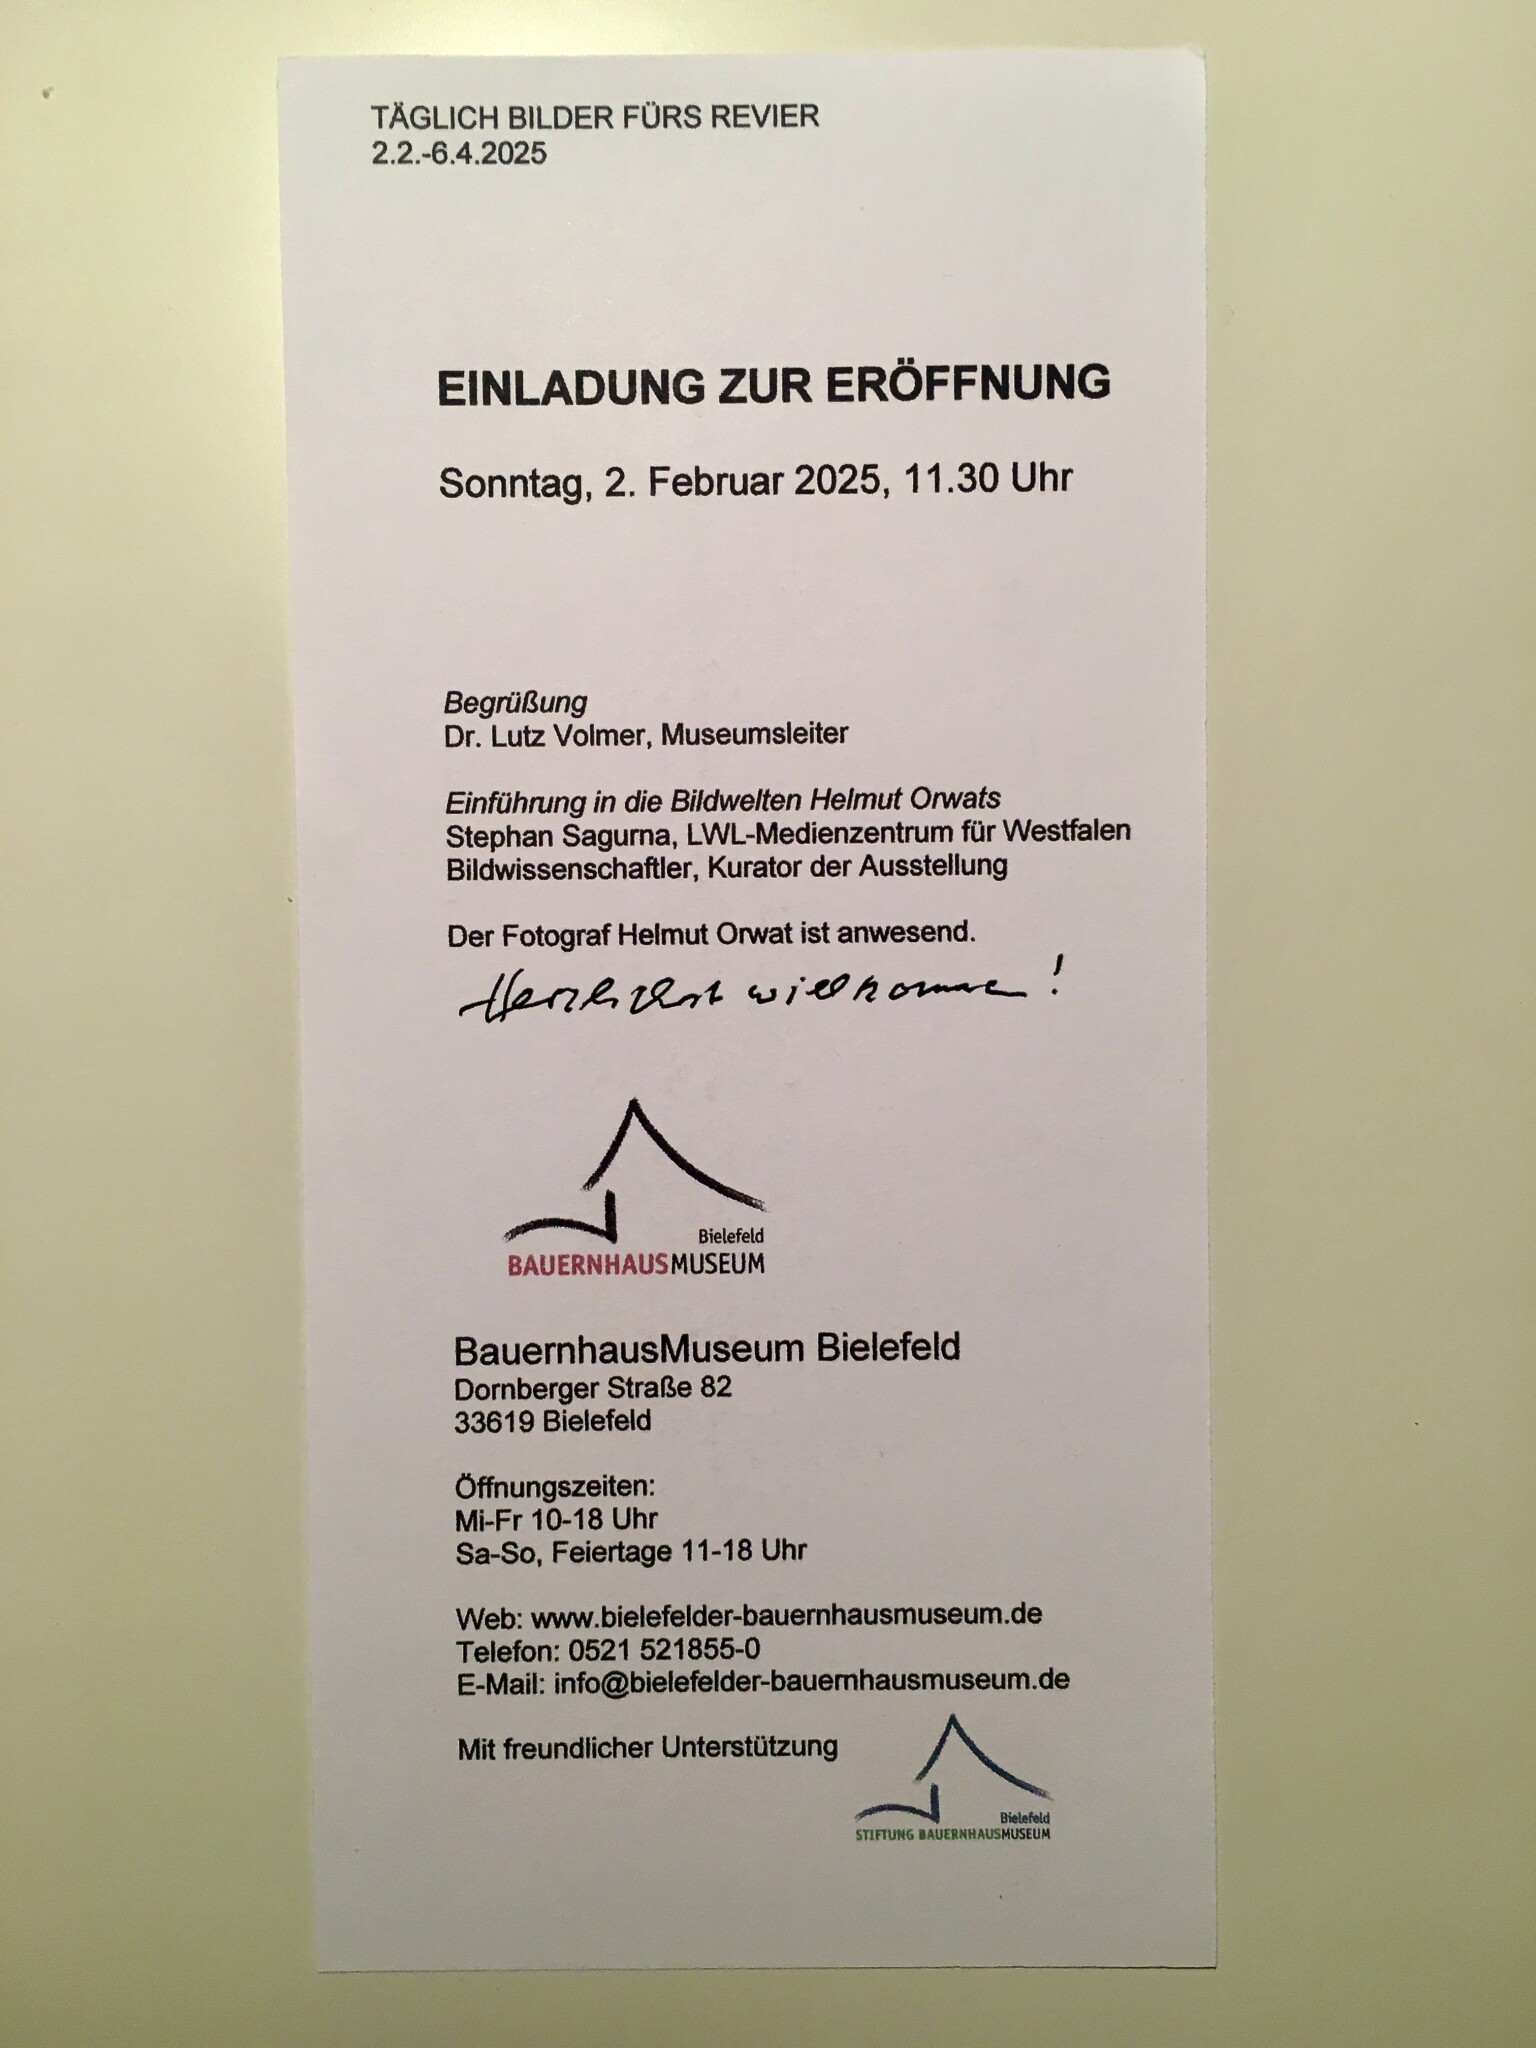 TÄGLICH BILDER FÜRS REVIER
2.2.-6.4.2025
EINLADUNG ZUR ERÖFFNUNG
Sonntag, 2. Februar 2025, 11.30 Uhr
Begrüßung
Dr. Lutz Volmer, Museumsleiter
Einführung in die Bildwelten Helmut Orwats
Stephan Sagurna, LWL-Medienzentrum für Westfalen
Bildwissenschaftler, Kurator der Ausstellung
Der Fotograf Helmut Orwat ist anwesend.
Herzlichst willkommen!
Bielefeld
BAUERNHAUSMUSEUM
BauernhausMuseum Bielefeld
Dornberger Straße 82
33619 Bielefeld
Öffnungszeiten:
Mi-Fr 10-18 Uhr
Sa-So, Feiertage 11-18 Uhr
Web: www.bielefelder-bauernhausmuseum.de
Telefon: 0521 521855-0
E-Mail: info@bielefelder-bauernhausmuseum.de
Mit freundlicher Unterstützung
Bielefeld
STIFTUNG BAUERNHAUSMUSEUM